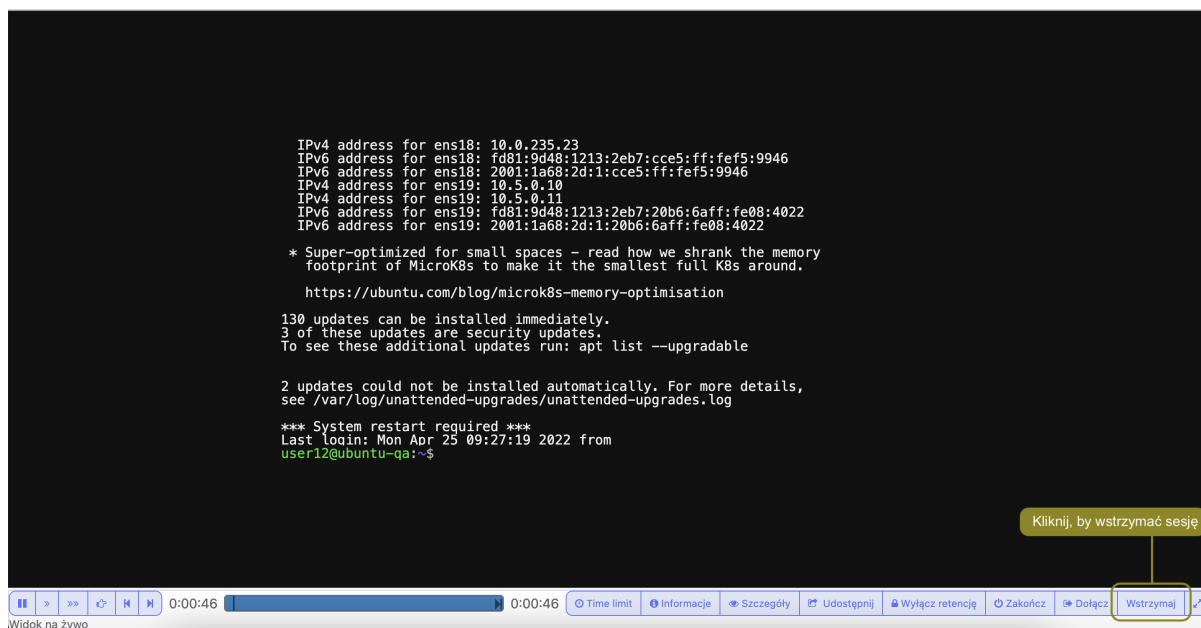 IPv4 address for ens18: 10.0.235.23
IPv6 address for ens18: fd81:9d48:1213:2eb7:cce5:ff:fef5:9946
IPv6 address for ens18: 2001:1a68:2d:1:cce5:ff:fef5:9946
IPv4 address for ens19: 10.5.0.10
IPv4 address for ens19: 10.5.0.11
IPv6 address for ens19: fd81:9d48:1213:2eb7:20b6:6aff:fe08:4022
IPv6 address for ens19: 2001:1a68:2d:1:20b6:6aff:fe08:4022
* Super-optimized for small spaces - read how we shrank the memory
footprint of MicroK8s to make it the smallest full K8s around.
https://ubuntu.com/blog/microk8s-memory-optimisation
130 updates can be installed immediately.
3 of these updates are security updates.
To see these additional updates run: apt list --upgradable
2 updates could not be installed automatically. For more details,
see /var/log/unattended-upgrades/unattended-upgrades.log
*** System restart required ***
Last login: Mon Apr 25 09:27:19 2022 from
user12@ubuntu-qa:~$
Kliknij, by wstrzymać sesję
0:00:46 0:00:46 Time limit Informacje Szczegóły Udostępnij Wyłącz retencję Zakończ Dołącz Wstrzymaj
Widok na żywo